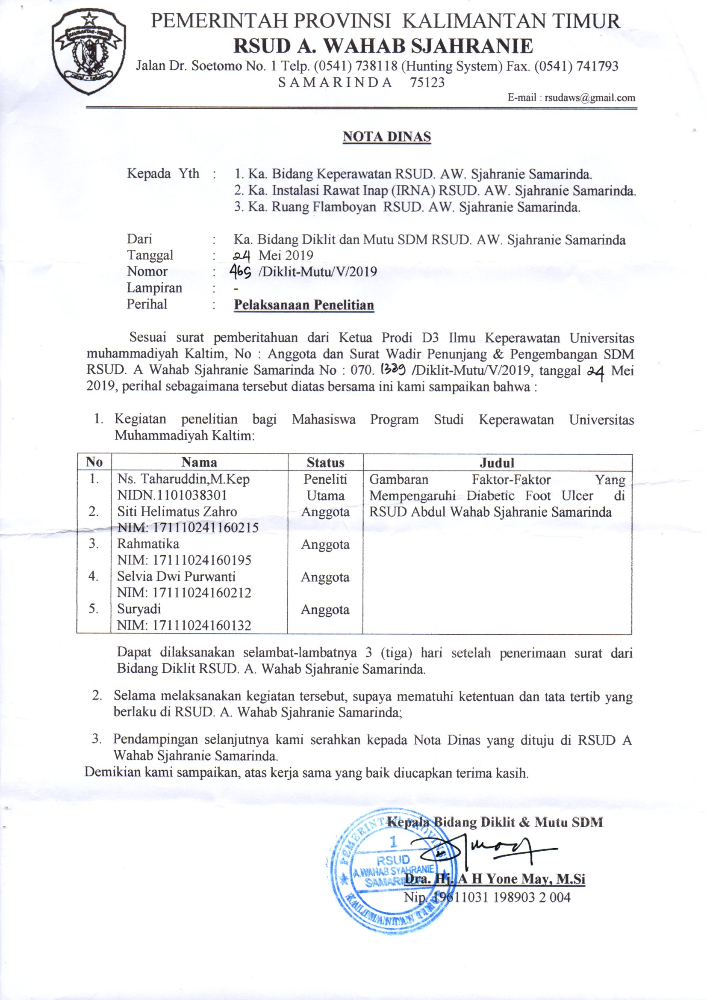 PEMERINTAH PROVINSI KALIMANTAN TIMUR
RSUD A. WAHAB SJAHRANIE
Jalan Dr. Soetomo No. 1 Telp. (0541) 738118 (Hunting System) Fax. (0541) 741793
SAMARINDA 75123
E-mail : rsudaws@gmail.com
NOTA DINAS
Kepada Yth : 1. Ka. Bidang Keperawatan RSUD. AW. Sjahranie Samarinda.
2. Ka. Instalasi Rawat Inap (IRNA) RSUD. AW. Sjahranie Samarinda.
3. Ka. Ruang Flamboyan RSUD. AW. Sjahranie Samarinda.
Dari : Ka. Bidang Diklit dan Mutu SDM RSUD. AW. Sjahranie Samarinda
Tanggal : 24 Mei 2019
Nomor : 465 /Diklit-Mutu/V/2019
Lampiran : -
Perihal : Pelaksanaan Penelitian
Sesuai surat pemberitahuan dari Ketua Prodi D3 Ilmu Keperawatan Universitas
muhammadiyah Kaltim, No : Anggota dan Surat Wadir Penunjang & Pengembangan SDM
RSUD. A Wahab Sjahranie Samarinda No : 070. /Diklit-Mutu/V/2019, tanggal 24 Mei
2019, perihal sebagaimana tersebut diatas bersama ini kami sampaikan bahwa :
1. Kegiatan penelitian bagi Mahasiswa Program Studi Keperawatan Universitas
Muhammadiyah Kaltim:
No Nama Status Judul
1. Ns. Taharuddin,M.Kep Peneliti Gambaran Faktor-Faktor Yang
NIDN.1101038301 Utama Mempengaruhi Diabetic Foot Ulcer di
2. Siti Helimatus Zahro Anggota RSUD Abdul Wahab Sjahranie Samarinda
NIM: 171110241160215
3. Rahmatika Anggota
NIM: 17111024160195
4. Selvia Dwi Purwanti Anggota
NIM: 17111024160212
5. Suryadi Anggota
NIM: 17111024160132
Dapat dilaksanakan selambat-lambatnya 3 (tiga) hari setelah penerimaan surat dari
Bidang Diklit RSUD. A. Wahab Sjahranie Samarinda.
2. Selama melaksanakan kegiatan tersebut, supaya mematuhi ketentuan dan tata tertib yang
berlaku di RSUD. A. Wahab Sjahranie Samarinda;
3. Pendampingan selanjutnya kami serahkan kepada Nota Dinas yang dituju di RSUD A
Wahab Sjahranie Samarinda.
Demikian kami sampaikan, atas kerja sama yang baik diucapkan terima kasih.
Kepala Bidang Diklit & Mutu SDM
PEMERINTAH PROVINSI
1
RSUD
A.WAHAB SYAHRANIE
SAMARINDA
KALIMANTAN TIMUR
Dra. Hj. A H Yone May, M.Si
Nip. 19611031 198903 2 004